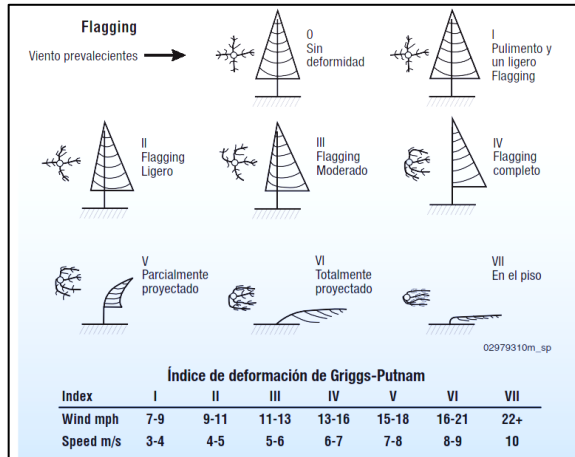 Flagging
Viento prevalecientes
0
Sin
deformidad
I
Pulimento y
un ligero
Flagging
II
Flagging
Ligero
III
Flagging
Moderado
IV
Flagging
completo
V
Parcialmente
proyectado
VI
Totalmente
proyectado
VII
En el piso
02979310m_sp
Índice de deformación de Griggs-Putnam
Index I II III IV V VI VII
Wind mph 7-9 9-11 11-13 13-16 15-18 16-21 22+
Speed m/s 3-4 4-5 5-6 6-7 7-8 8-9 10